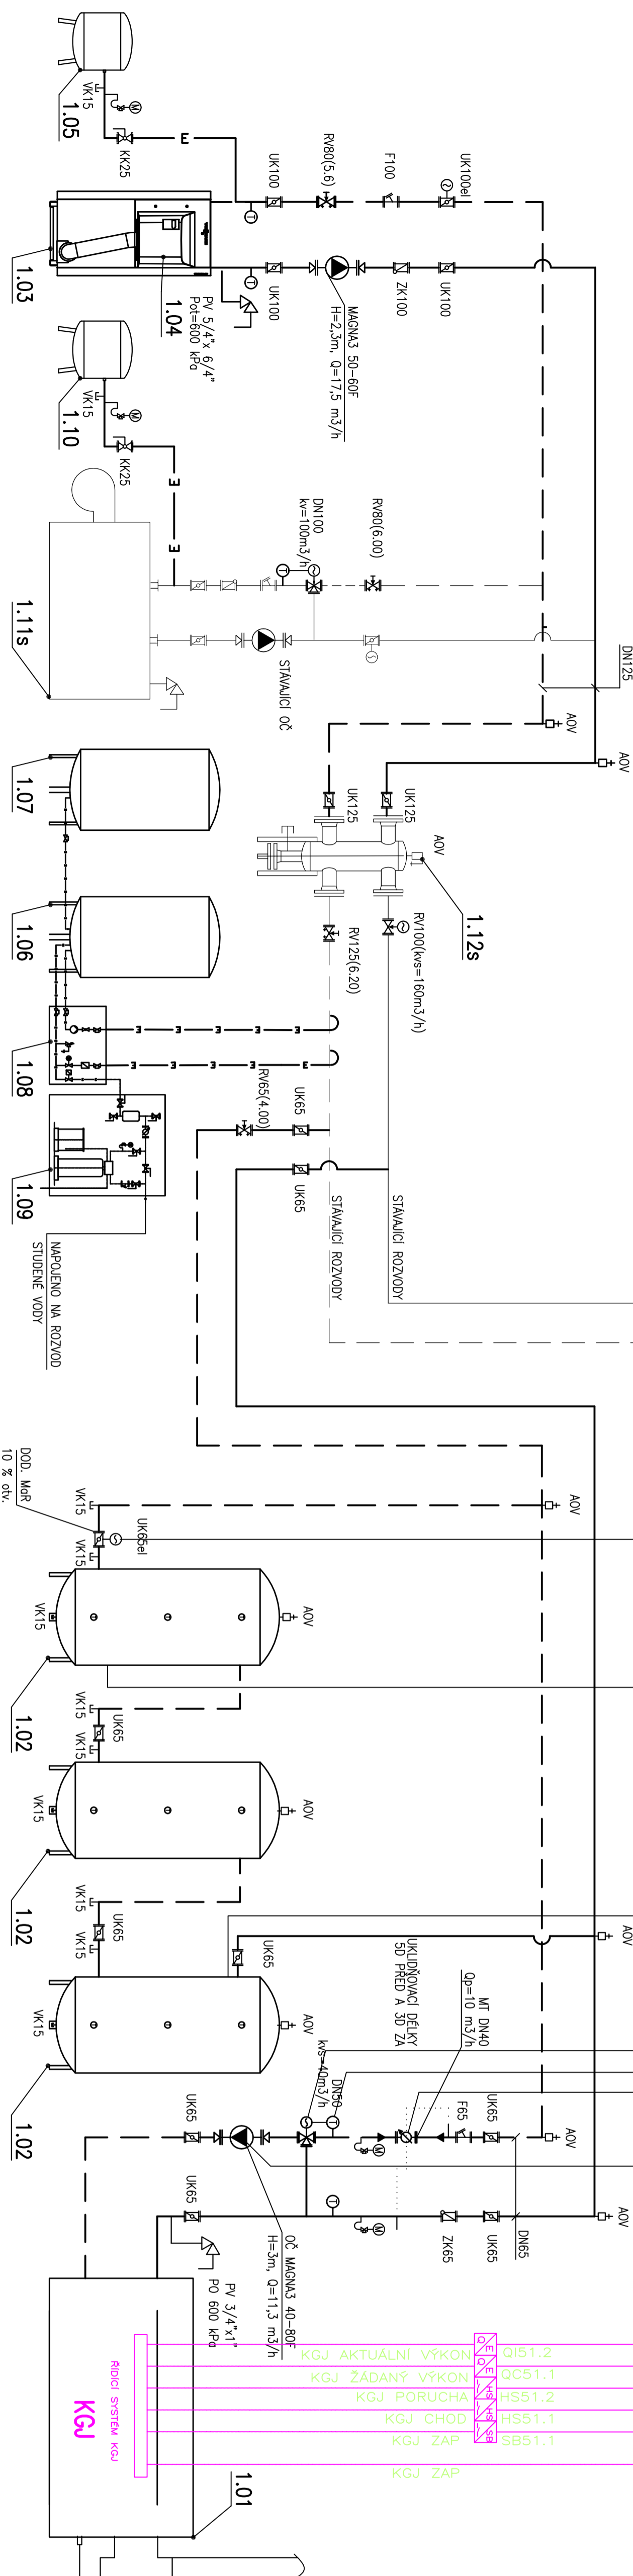 VK15
M
1.05
KK25
E
UK100
RV80(5.6)
F100
UK100el
T
1.03
1.04
PV 5/4"x 6/4"
Pot=600 kPa
T
UK100
MAGNA3 50-60F
H=2,3m, Q=17,5 m3/h
ZK100
UK100
VK15
M
1.10
KK25
E
E
1.11s
T
DN100
kv=100m3/h
RV80(6.00)
STÁVAJÍCÍ OČ
DN125
AOV
AOV
UK125
UK125
AOV
1.12s
RV125(6.20)
RV100(kvs=160m3/h)
1.07
1.06
1.08
E
E
E
E
E
E
E
E
1.09
NAPOJENO NA ROZVOD
STUDENÉ VODY
RV65(4.00)
UK65
UK65
STÁVAJÍCÍ ROZVODY
STÁVAJÍCÍ ROZVODY
DOD. MaR
10 % otv.
VK15
UK65el
VK15
AOV
VK15
AOV
1.02
VK15
UK65
VK15
VK15
AOV
1.02
VK15
UK65
VK15
VK15
AOV
1.02
UK65
AOV
UKLIDŇOVACÍ DÉLKY
5D PŘED A 3D ZA
MT DN40
Qp=10 m3/h
DN50
kvs=40m3/h
T
M
F65
UK65
AOV
UK65
UK65
T
M
ZK65
UK65
DN65
AOV
OČ MAGNA3 40-80F
H=3m, Q=11,3 m3/h
PV 3/4"x1"
PO 600 kPa
KGJ AKTUÁLNÍ VÝKON
Q
E
QI51.2
KGJ ŽÁDANÝ VÝKON
Q
E
QC51.1
KGJ PORUCHA
HS
HS51.2
KGJ CHOD
HS
HS51.1
KGJ ZAP
SB
SB51.1
KGJ ZAP
ŘÍDÍCÍ SYSTÉM KGJ
KGJ
1.01